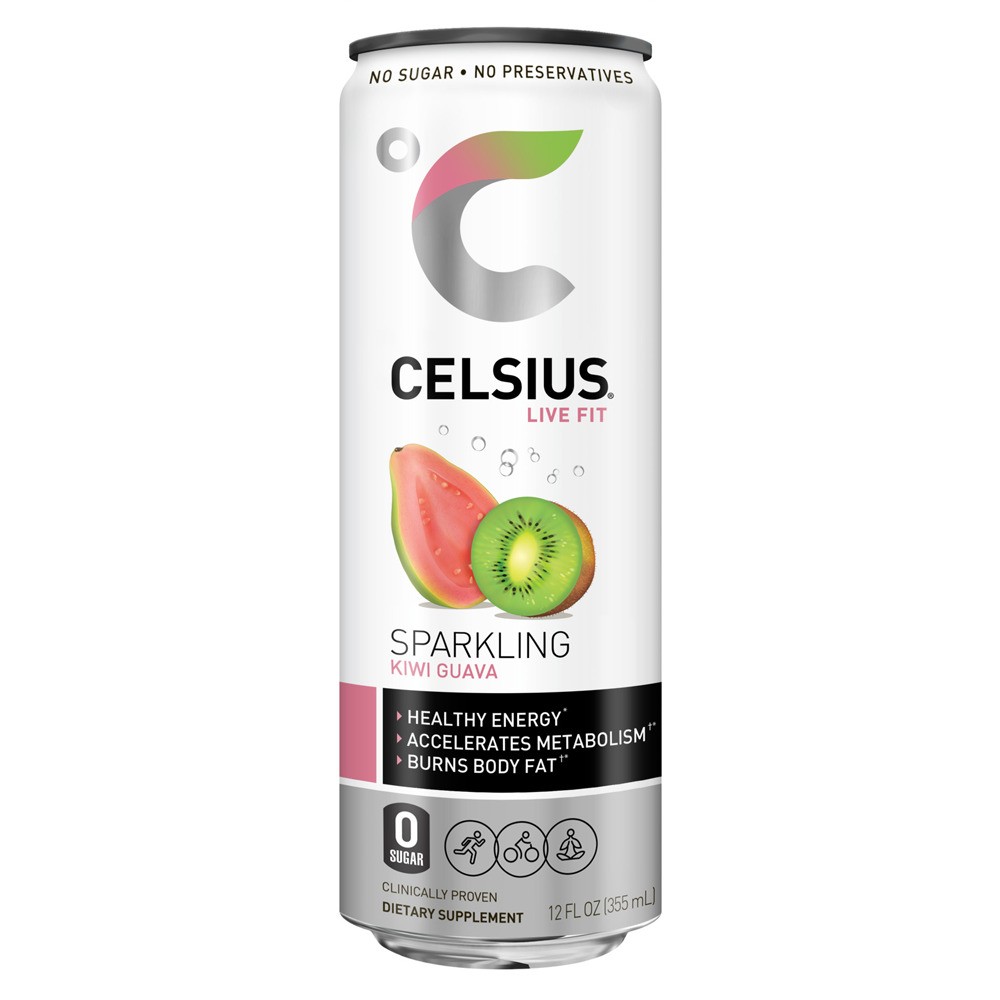 NO SUGAR • NO PRESERVATIVES
CELSIUS®
LIVE FIT
SPARKLING
KIWI GUAVA
HEALTHY ENERGY*
ACCELERATES METABOLISM†*
BURNS BODY FAT†*
0
SUGAR
CLINICALLY PROVEN
DIETARY SUPPLEMENT
12 FL OZ (355 mL)